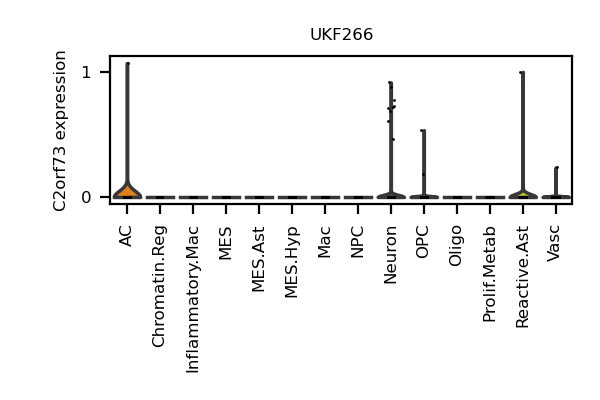 UKF266
C2orf73 expression
1
0
AC
Chromatin.Reg
Inflammatory.Mac
MES
MES.Ast
MES.Hyp
Mac
NPC
Neuron
OPC
Oligo
Prolif.Metab
Reactive.Ast
Vasc